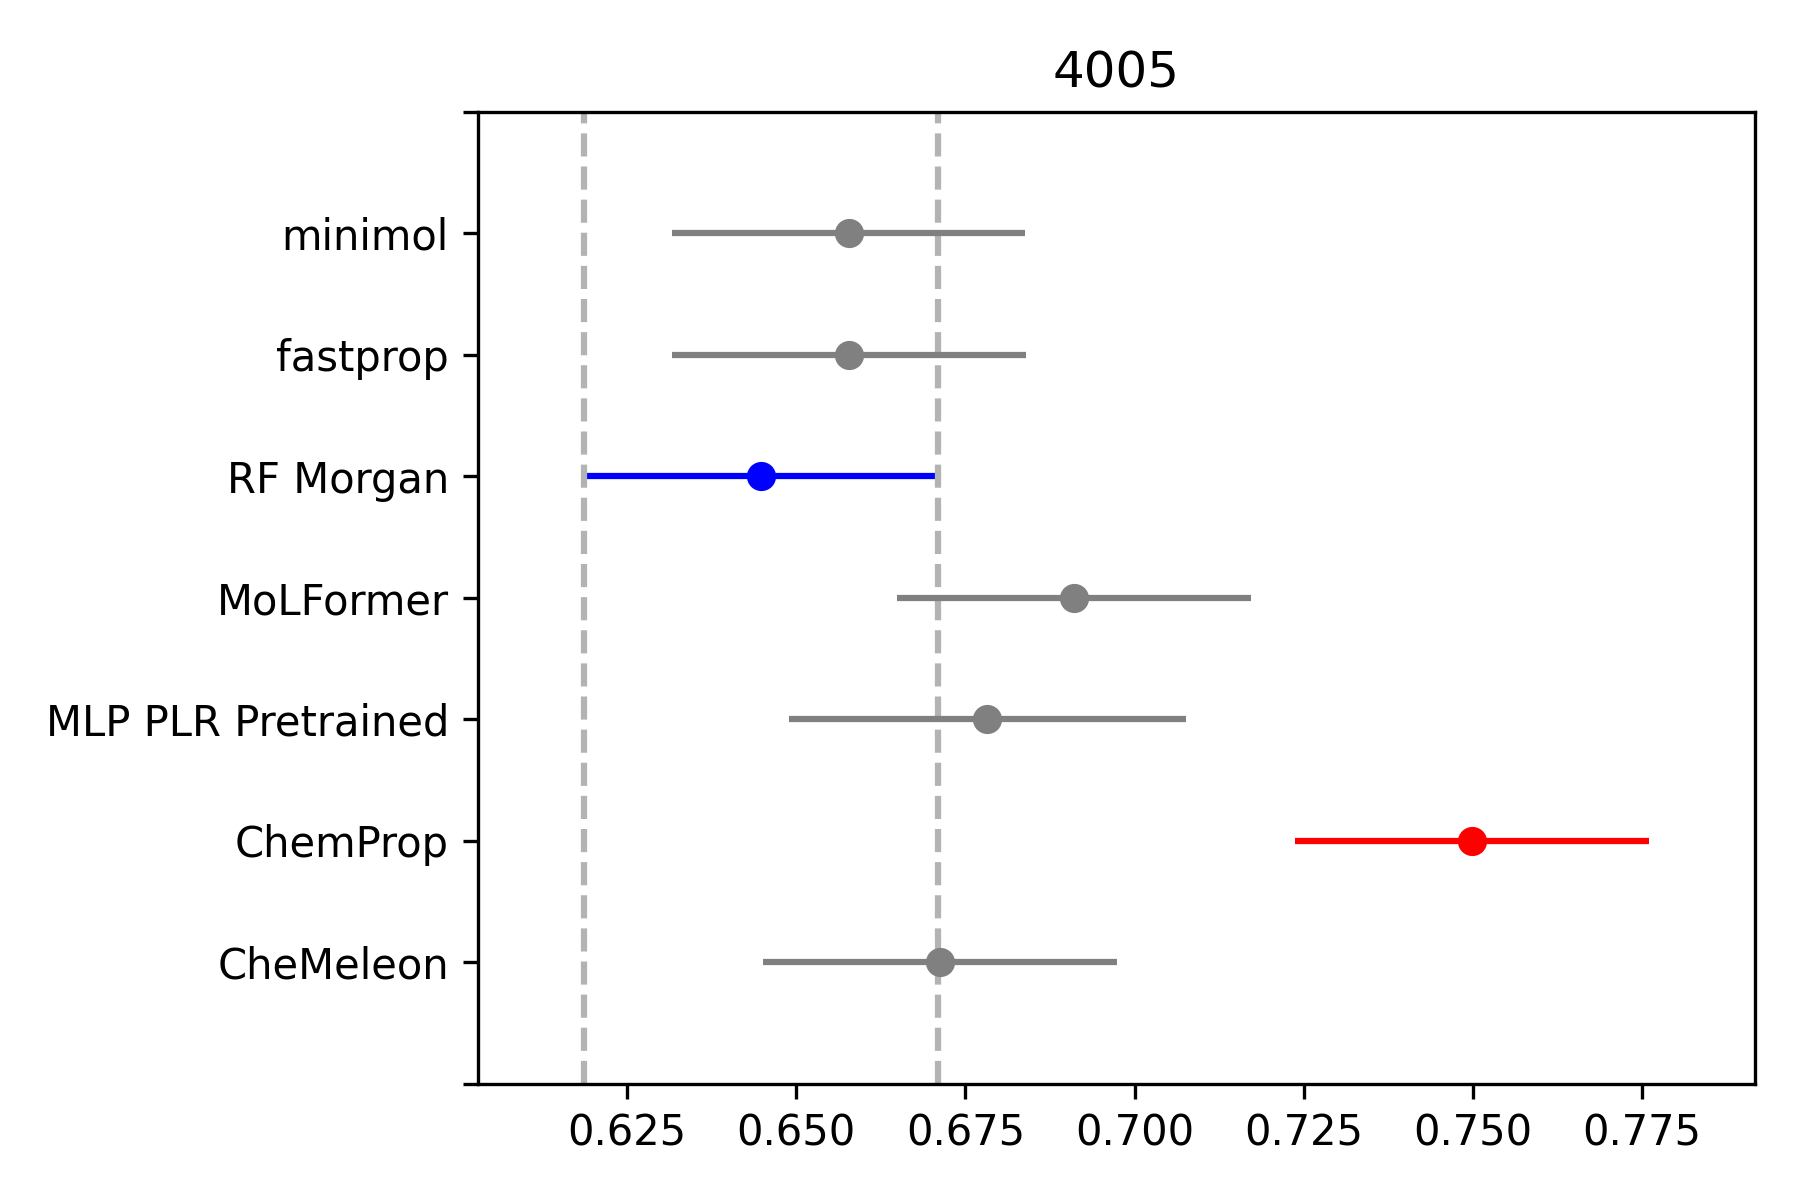 4005
minimol
fastprop
RF Morgan
MoLFormer
MLP PLR Pretrained
ChemProp
CheMeleon
0.625 0.650 0.675 0.700 0.725 0.750 0.775